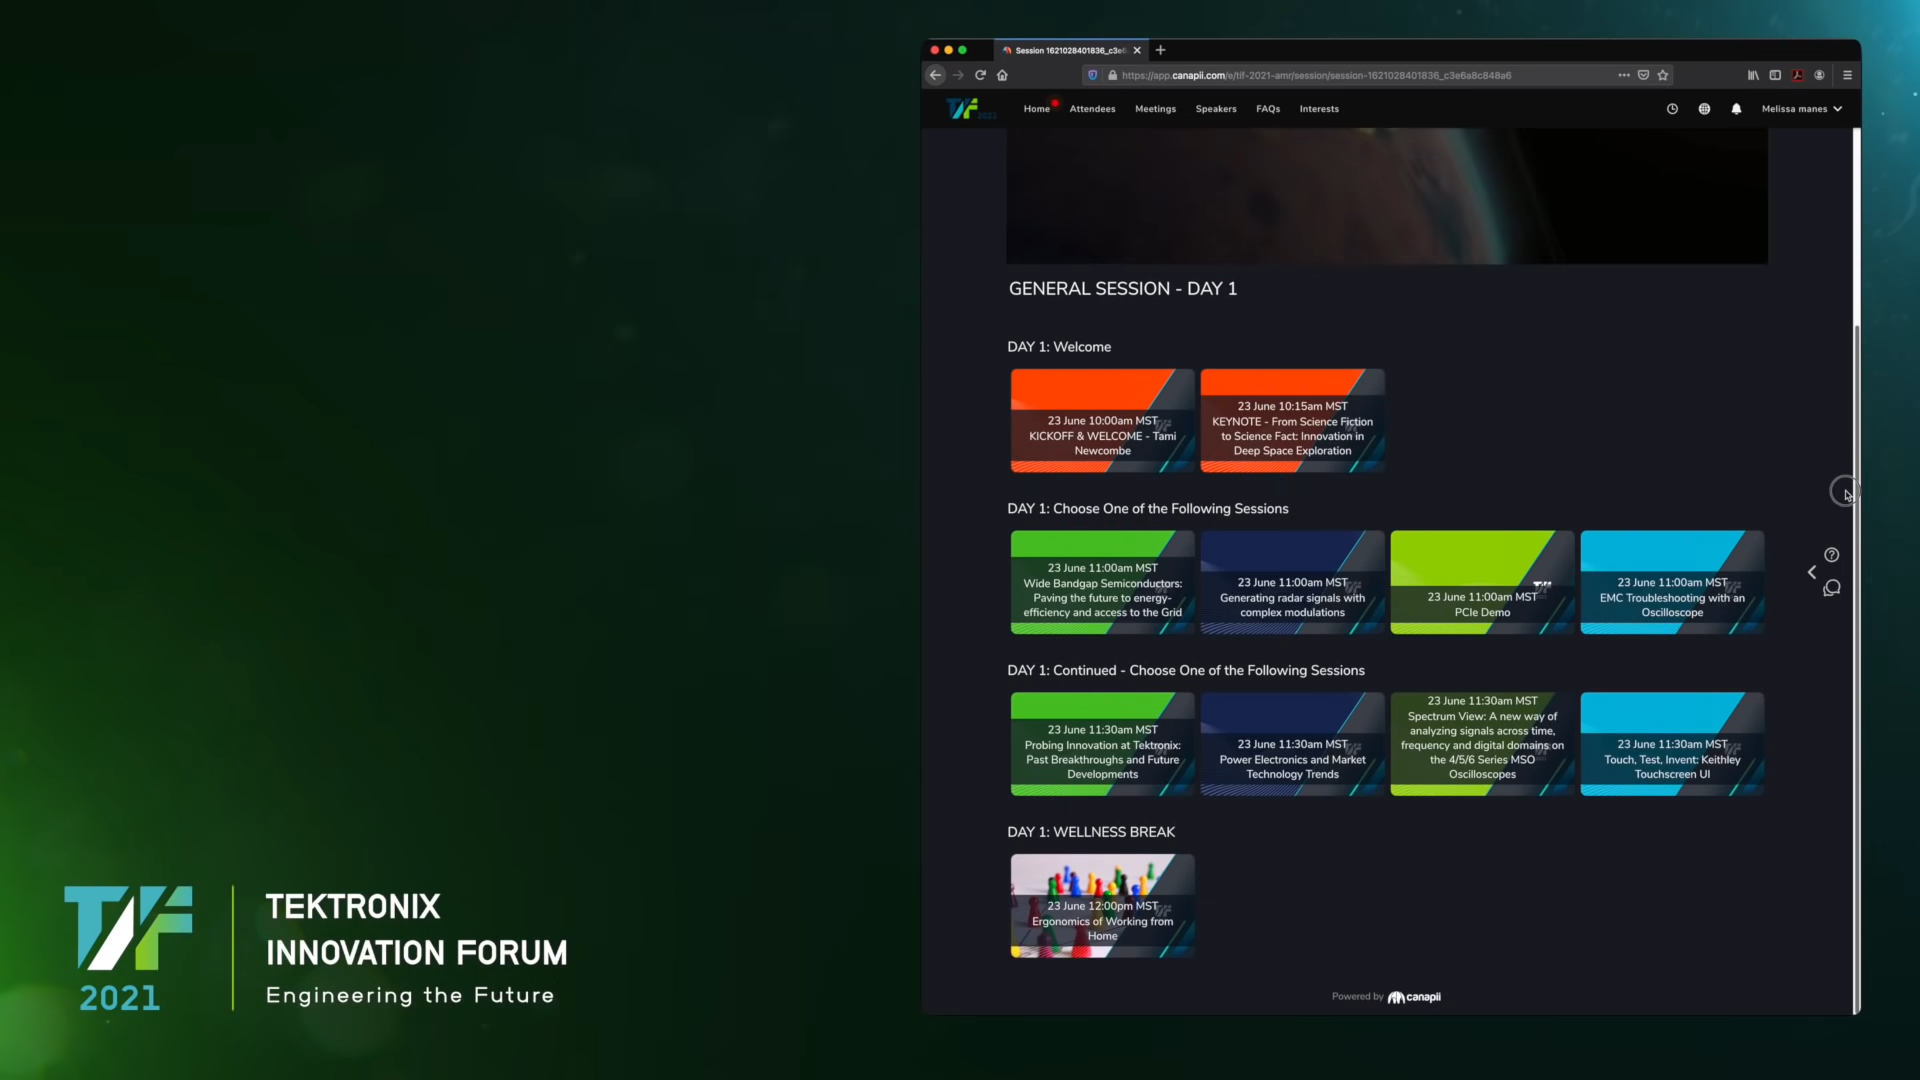 Session 1621028401836_c3e6
https://app.canapii.com/e/tif-2021-amr/session/session-1621028401836_c3e6a8c848a6
TIF 2021
Home
Attendees
Meetings
Speakers
FAQs
Interests
Melissa manes
GENERAL SESSION - DAY 1
DAY 1: Welcome
23 June 10:00am MST
KICKOFF & WELCOME - Tami
Newcombe
23 June 10:15am MST
KEYNOTE - From Science Fiction
to Science Fact: Innovation in
Deep Space Exploration
DAY 1: Choose One of the Following Sessions
23 June 11:00am MST
Wide Bandgap Semiconductors:
Paving the future to energy-
efficiency and access to the Grid
23 June 11:00am MST
Generating radar signals with
complex modulations
23 June 11:00am MST
PCIe Demo
23 June 11:00am MST
EMC Troubleshooting with an
Oscilloscope
DAY 1: Continued - Choose One of the Following Sessions
23 June 11:30am MST
Probing Innovation at Tektronix:
Past Breakthroughs and Future
Developments
23 June 11:30am MST
Power Electronics and Market
Technology Trends
23 June 11:30am MST
Spectrum View: A new way of
analyzing signals across time,
frequency and digital domains on
the 4/5/6 Series MSO
Oscilloscopes
23 June 11:30am MST
Touch, Test, Invent: Keithley
Touchscreen UI
DAY 1: WELLNESS BREAK
23 June 12:00pm MST
Ergonomics of Working from
Home
Powered by canapii
TIF
2021
TEKTRONIX
INNOVATION FORUM
Engineering the Future